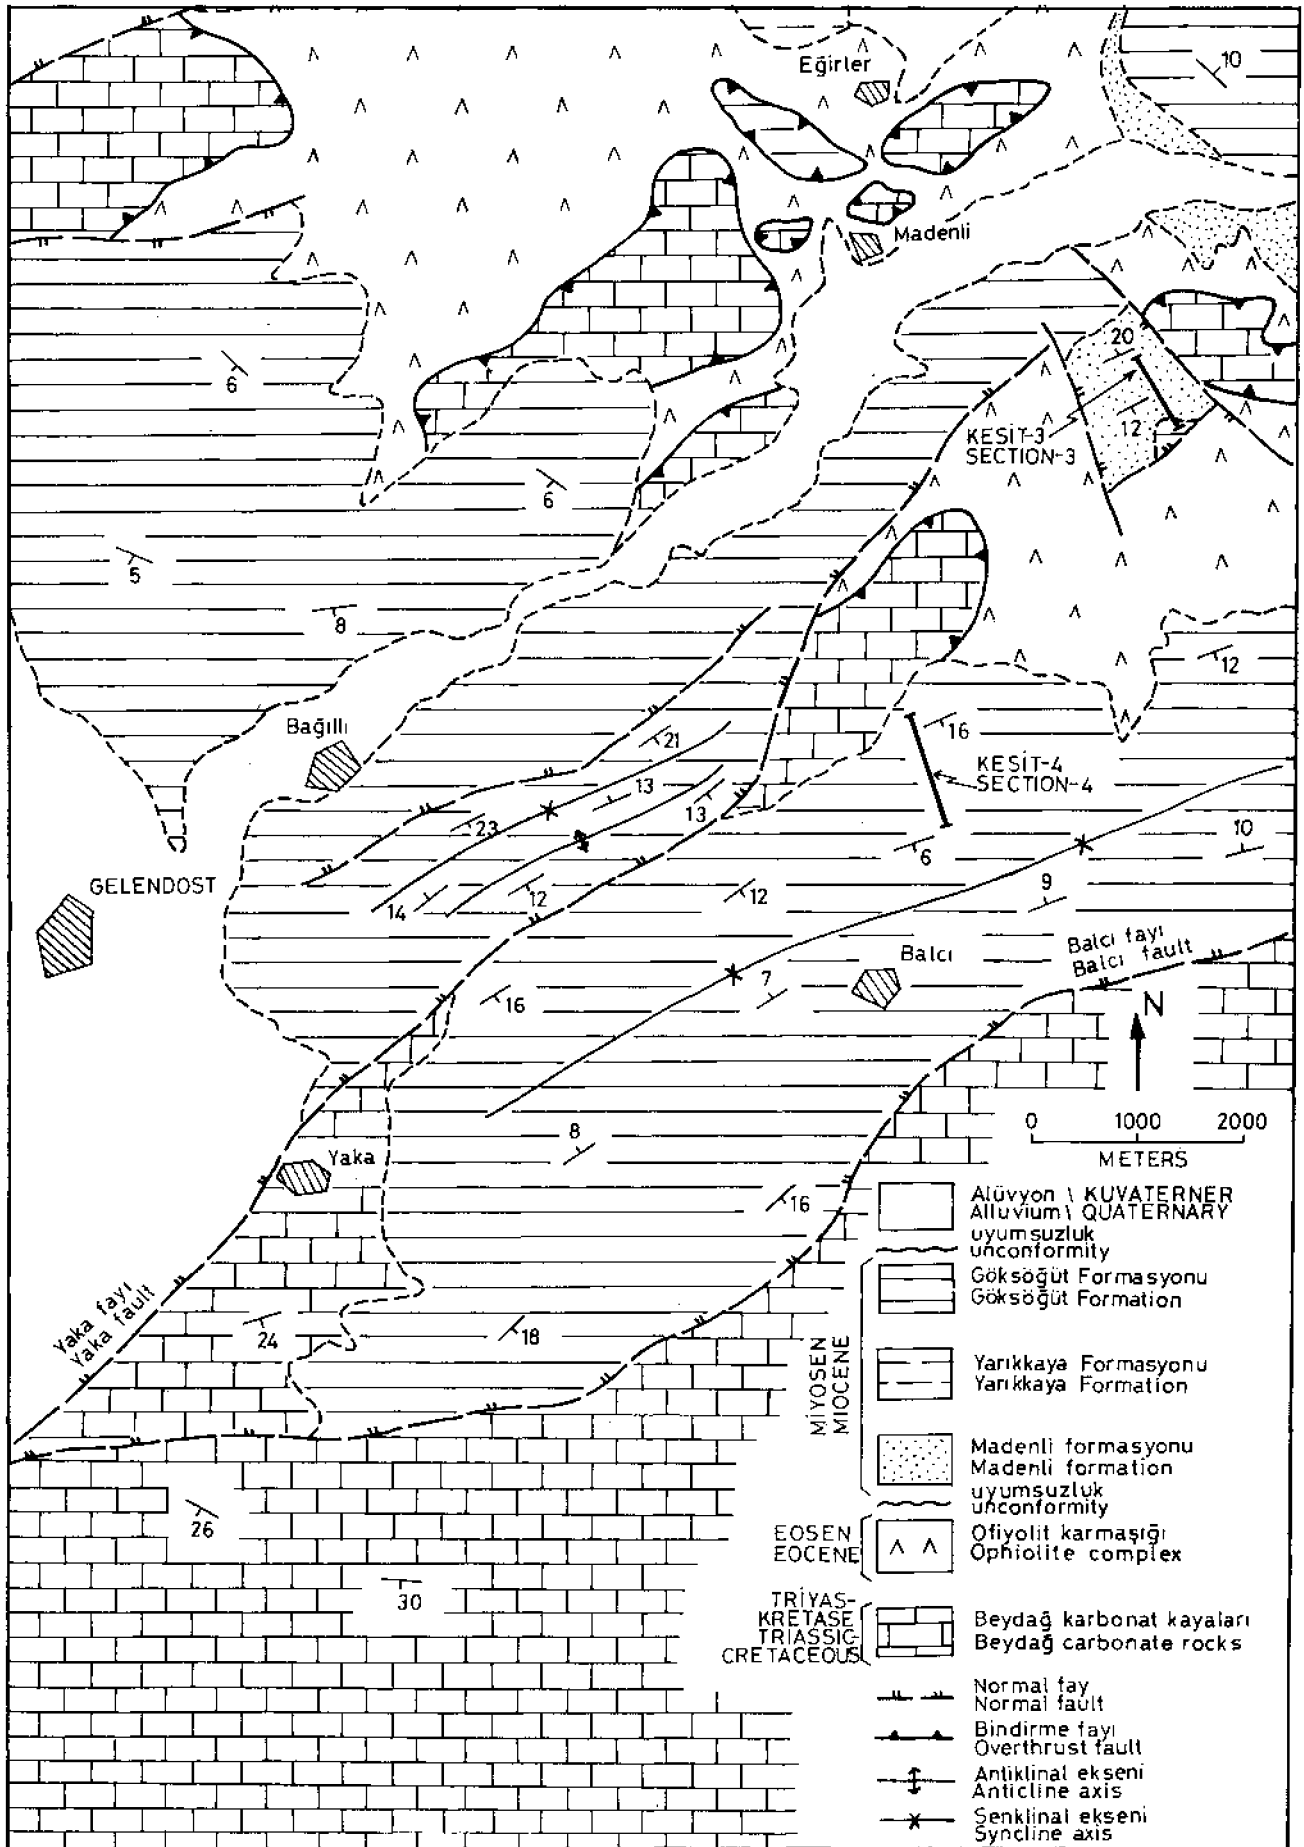 10
Eğirler
Madenli
20
6
12
KESİT-3
SECTION-3
6
5
8
12
Bağıllı
16
21
KESİT-4
SECTION-4
13
13
23
10
6
GELENDOST
12
12
9
14
Balcı fayı
Balcı fault
Balcı
7
N
16
0 1000 2000
METERS
8
Yaka
16
Alüvyon \ KUVATERNER
Alluvium \ QUATERNARY
uyumsuzluk
unconformity
Göksöğüt Formasyonu
Göksöğüt Formation
Yaka fayı
Yaka fault
24
18
MİYOSEN
MIOCENE
Yarıkkaya Formasyonu
Yarıkkaya Formation
Madenli formasyonu
Madenli formation
uyumsuzluk
unconformity
26
EOSEN
EOCENE
Ofiyolit karmaşığı
Ophiolite complex
30
TRİYAS-
KRETASE
TRIASSIC-
CRETACEOUS
Beydağ karbonat kayaları
Beydağ carbonate rocks
Normal fay
Normal fault
Bindirme fayı
Overthrust fault
Antiklinal ekseni
Anticline axis
Senklinal ekseni
Syncline axis